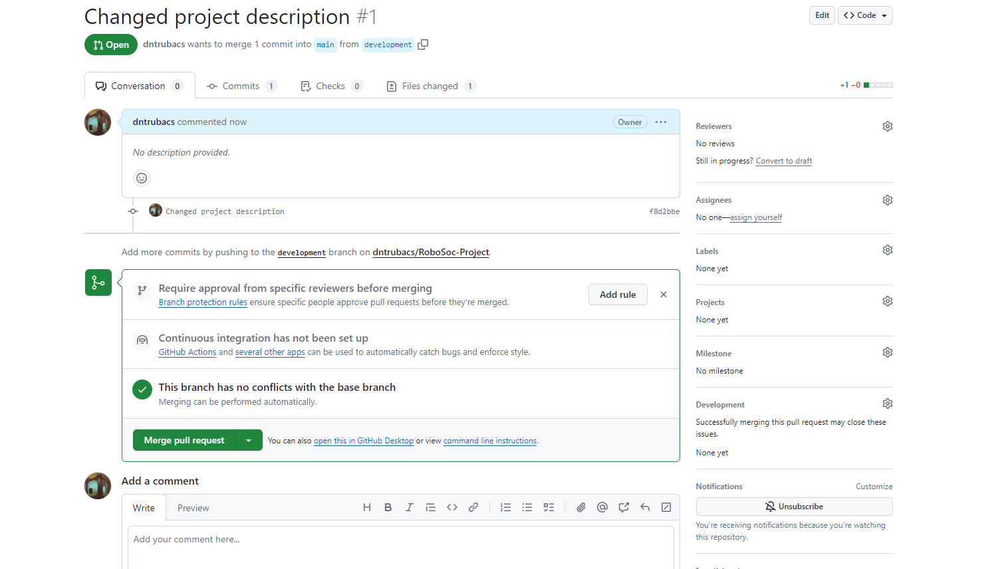 Changed project description #1
Edit
Code
Open
dntrubacs wants to merge 1 commit into main from development
Conversation 0
Commits 1
Checks 0
Files changed 1
+1 −0
dntrubacs commented now
Owner
No description provided.
Changed project description
f8d2bbe
Add more commits by pushing to the development branch on dntrubacs/RoboSoc-Project.
Require approval from specific reviewers before merging
Branch protection rules ensure specific people approve pull requests before they're merged.
Add rule
Continuous integration has not been set up
GitHub Actions and several other apps can be used to automatically catch bugs and enforce style.
This branch has no conflicts with the base branch
Merging can be performed automatically.
Merge pull request
You can also open this in GitHub Desktop or view command line instructions.
Add a comment
Write
Preview
Add your comment here...
Reviewers
No reviews
Still in progress? Convert to draft
Assignees
No one—assign yourself
Labels
None yet
Projects
None yet
Milestone
No milestone
Development
Successfully merging this pull request may close these
issues.
None yet
Notifications
Customize
Unsubscribe
You're receiving notifications because you're watching
this repository.